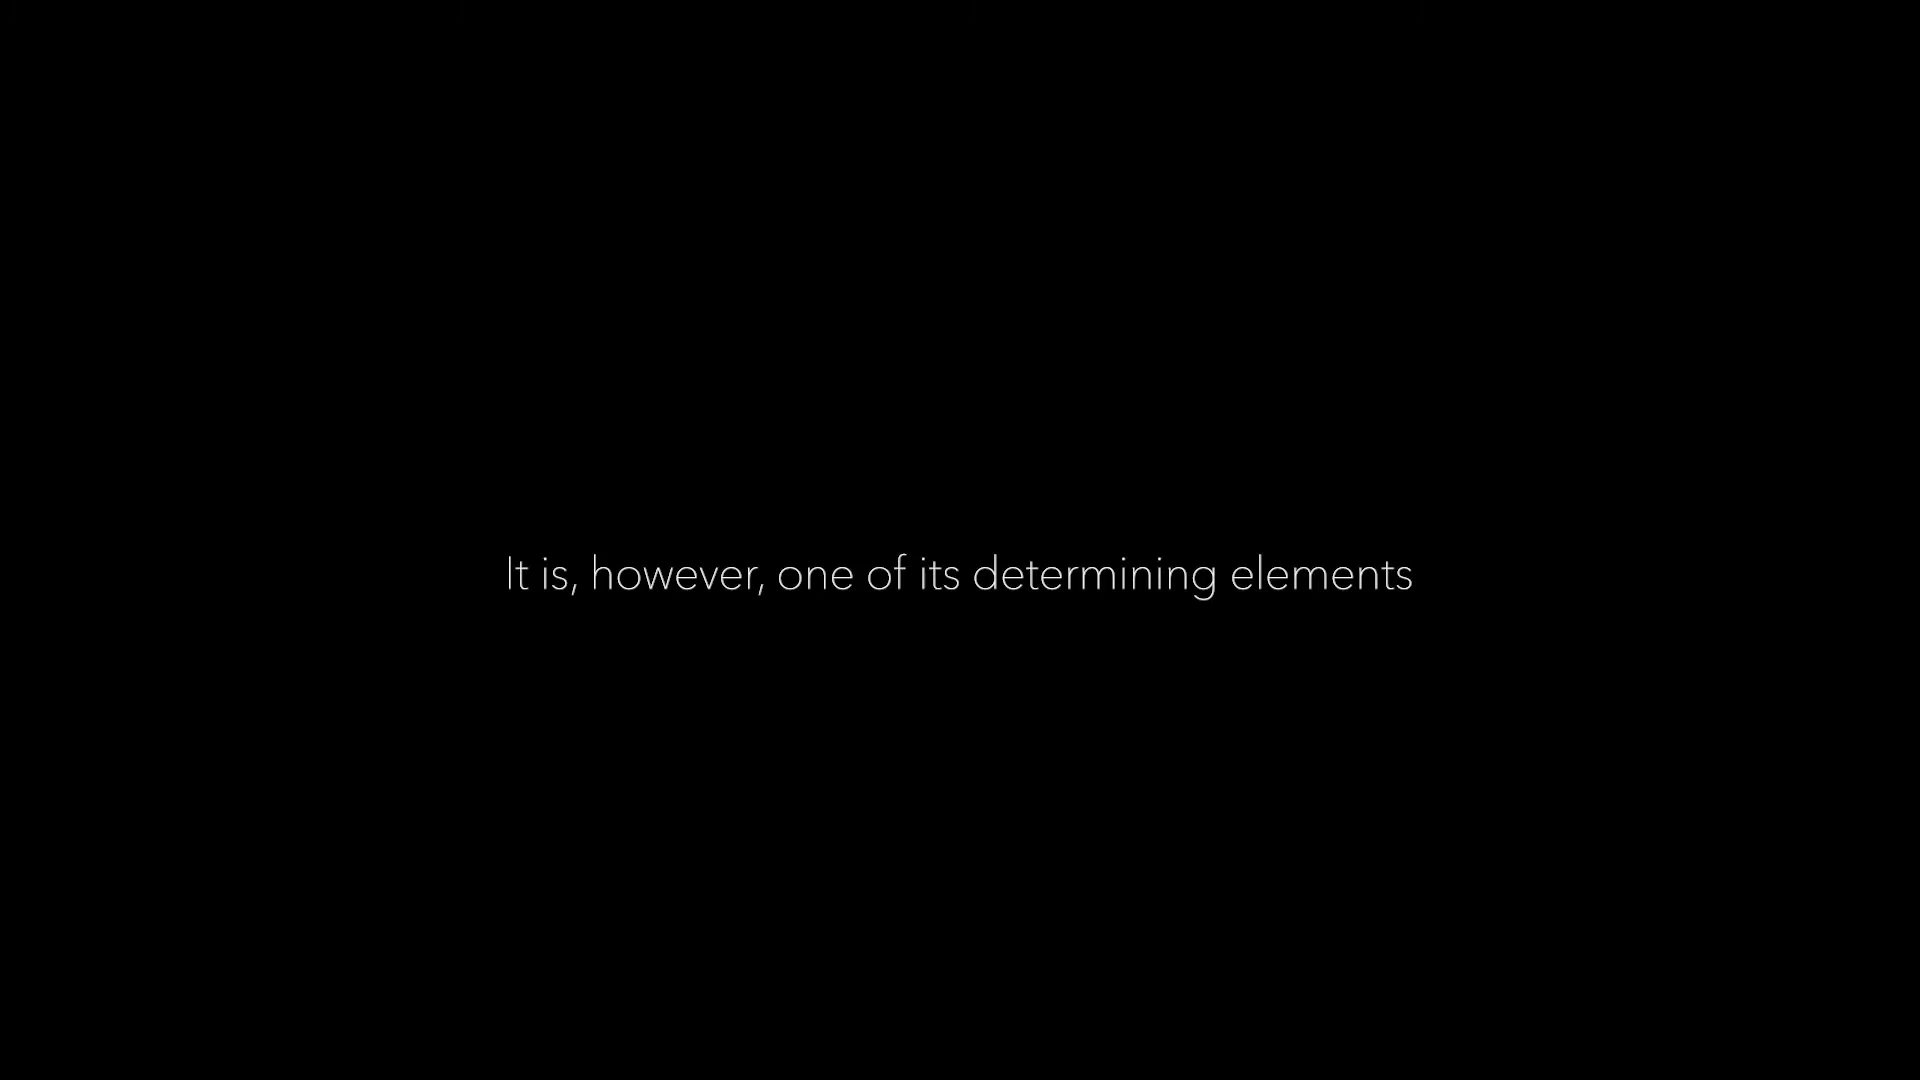 It is, however, one of its determining elements